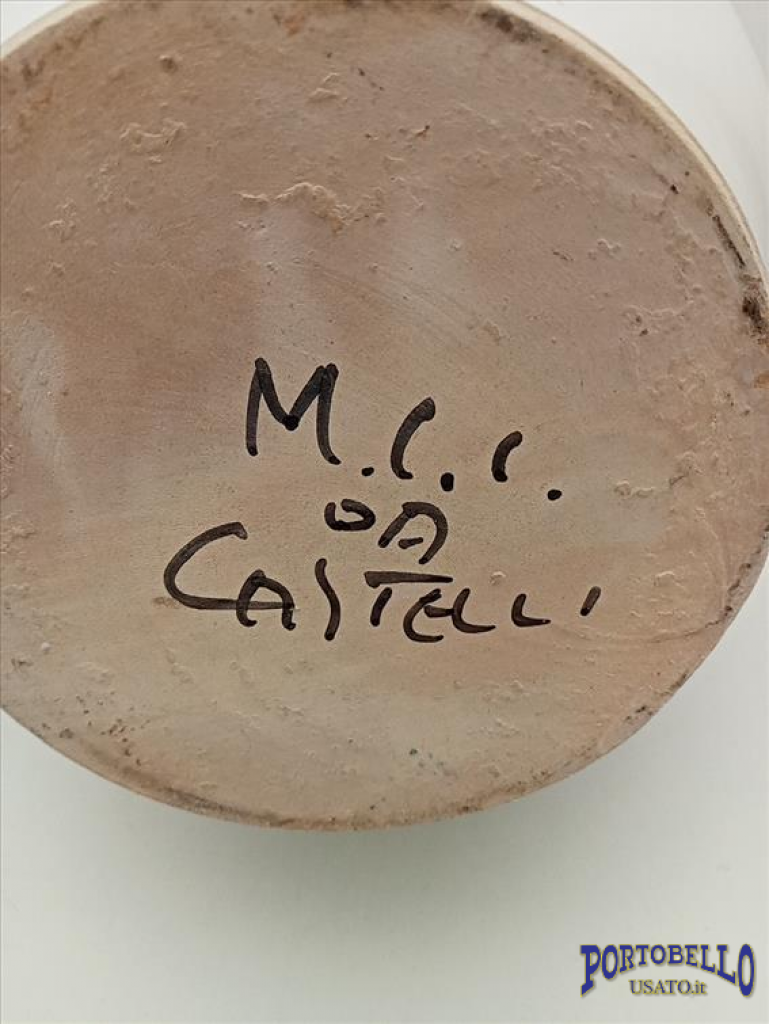 M.C.C.
DA
CASTELLI
PORTOBELLO
USATO.it